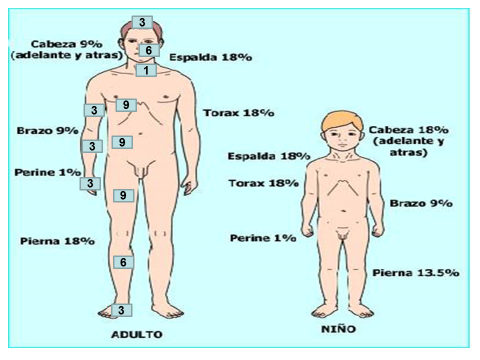 3
Cabeza 9%
(adelante y atras)
6
Espalda 18%
1
3
9
Torax 18%
Brazo 9%
3
9
Perine 1%
3
9
Pierna 18%
6
3
ADULTO
Cabeza 18%
(adelante y
atras)
Espalda 18%
Torax 18%
Brazo 9%
Perine 1%
Pierna 13.5%
NIÑO